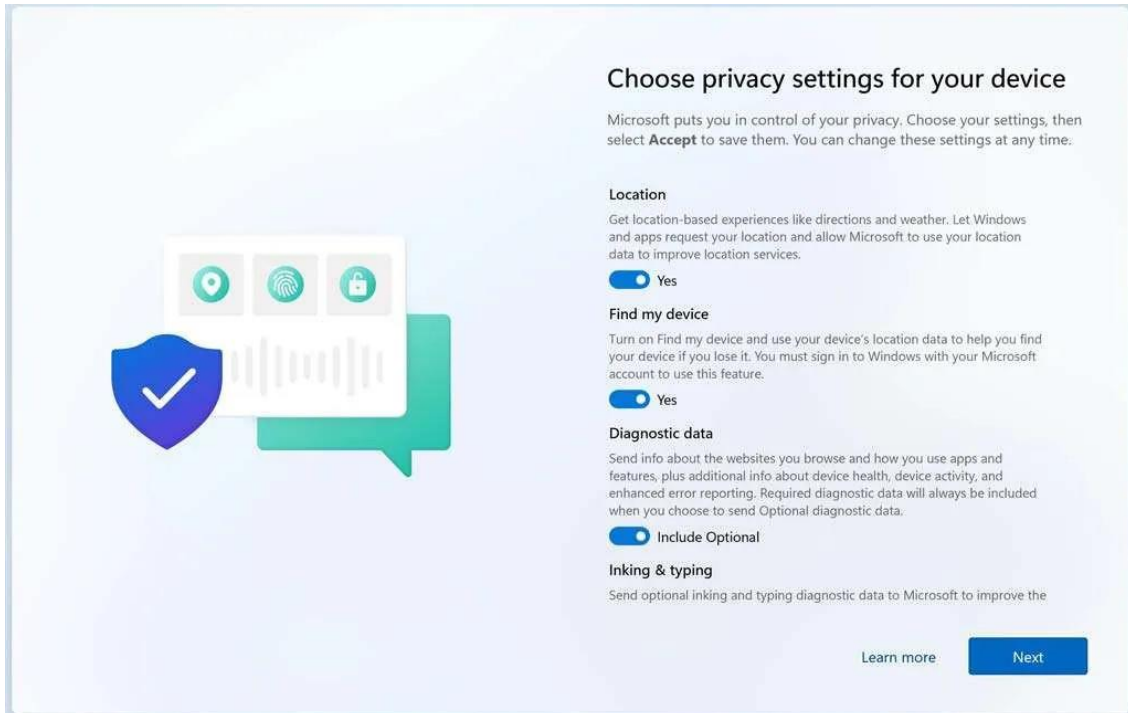 Choose privacy settings for your device
Microsoft puts you in control of your privacy. Choose your settings, then
select Accept to save them. You can change these settings at any time.
Location
Get location-based experiences like directions and weather. Let Windows
and apps request your location and allow Microsoft to use your location
data to improve location services.
Yes
Find my device
Turn on Find my device and use your device's location data to help you find
your device if you lose it. You must sign in to Windows with your Microsoft
account to use this feature.
Yes
Diagnostic data
Send info about the websites you browse and how you use apps and
features, plus additional info about device health, device activity, and
enhanced error reporting. Required diagnostic data will always be included
when you choose to send Optional diagnostic data.
Include Optional
Inking & typing
Send optional inking and typing diagnostic data to Microsoft to improve the
Learn more
Next